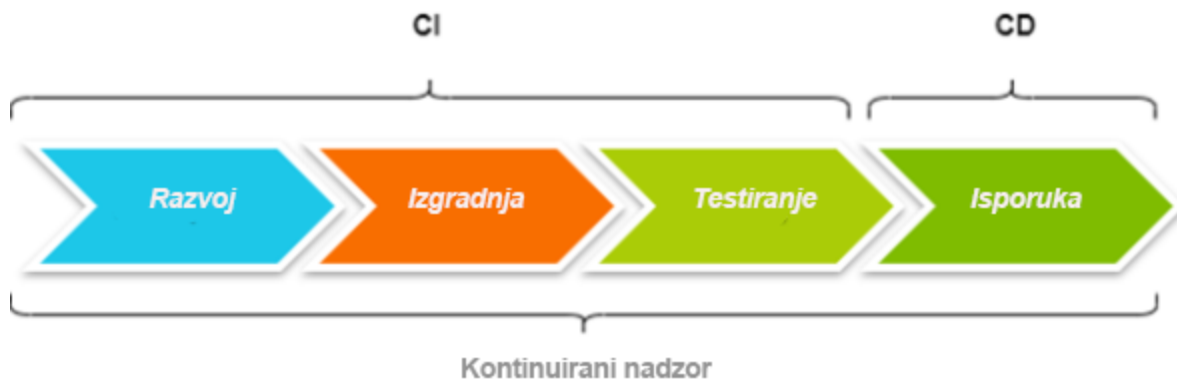 CI
CD
Razvoj
Izgradnja
Testiranje
Isporuka
Kontinuirani nadzor